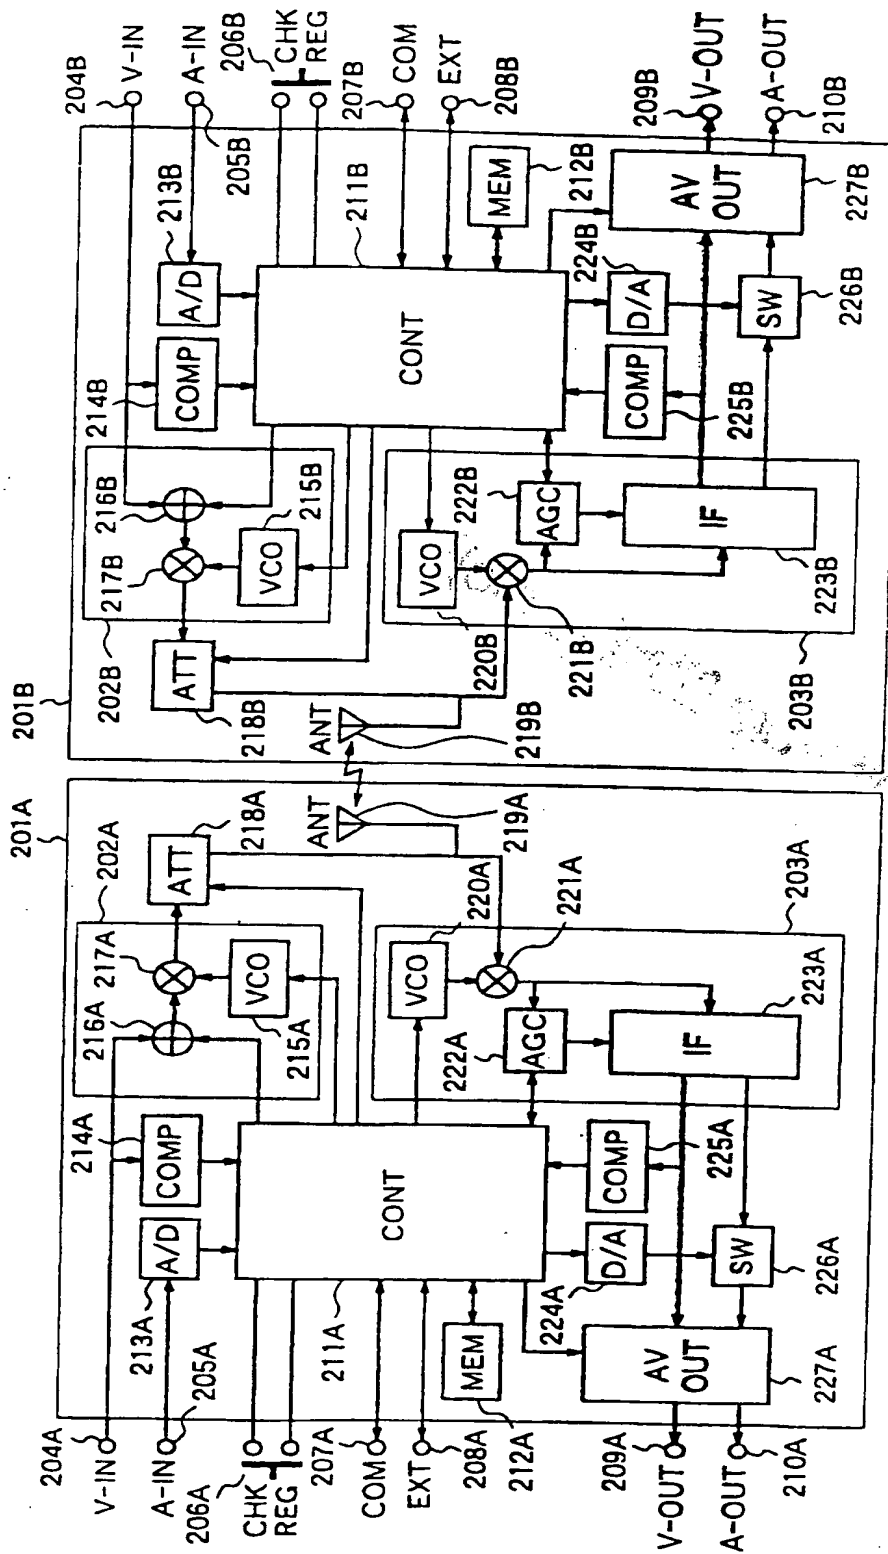 201A
204A
V-IN
A-IN
205A
206A
CHK
REG
207A
COM
EXT
208A
213A
A/D
214A
COMP
216A
217A
202A
ATT
218A
VCO
215A
211A
CONT
ANT
219A
VCO
220A
221A
222A
AGC
MEM
212A
224A
D/A
COMP
225A
IF
223A
203A
SW
226A
AV
OUT
227A
209A
V-OUT
A-OUT
210A
201B
202B
ATT
218B
217B
216B
VCO
215B
214B
COMP
213B
A/D
204B
V-IN
A-IN
205B
206B
CHK
REG
207B
COM
EXT
208B
211B
CONT
ANT
219B
VCO
220B
221B
222B
AGC
MEM
212B
224B
D/A
COMP
225B
IF
223B
203B
SW
226B
AV
OUT
227B
209B
V-OUT
A-OUT
210B